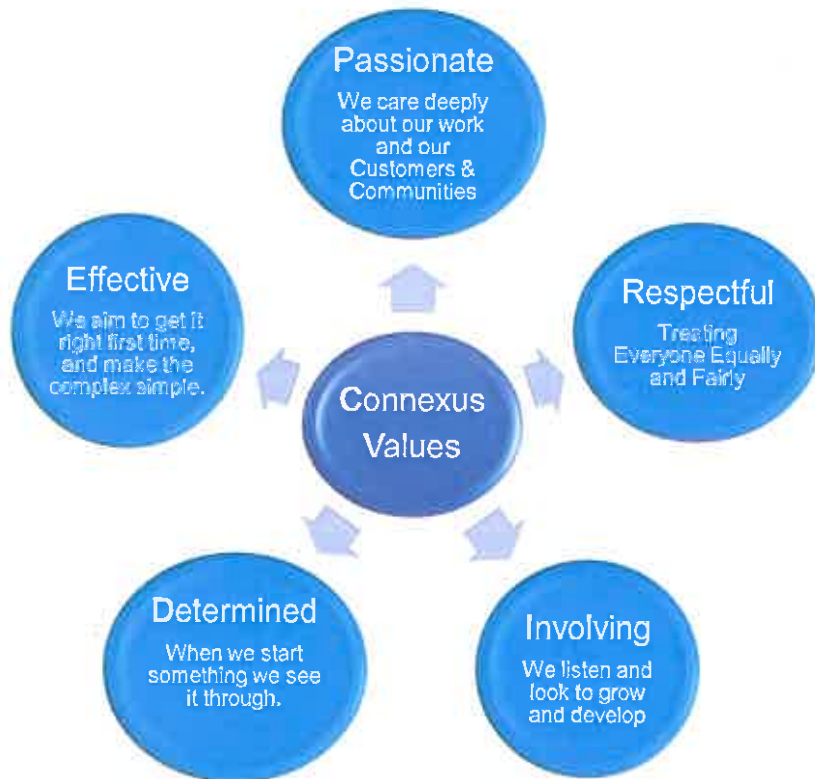 Passionate
We care deeply
about our work
and our
Customers &
Communities
Respectful
Treating
Everyone Equally
and Fairly
Involving
We listen and
look to grow
and develop
Determined
When we start
something we see
it through.
Effective
We aim to get it
right first time,
and make the
complex simple.
Connexus
Values